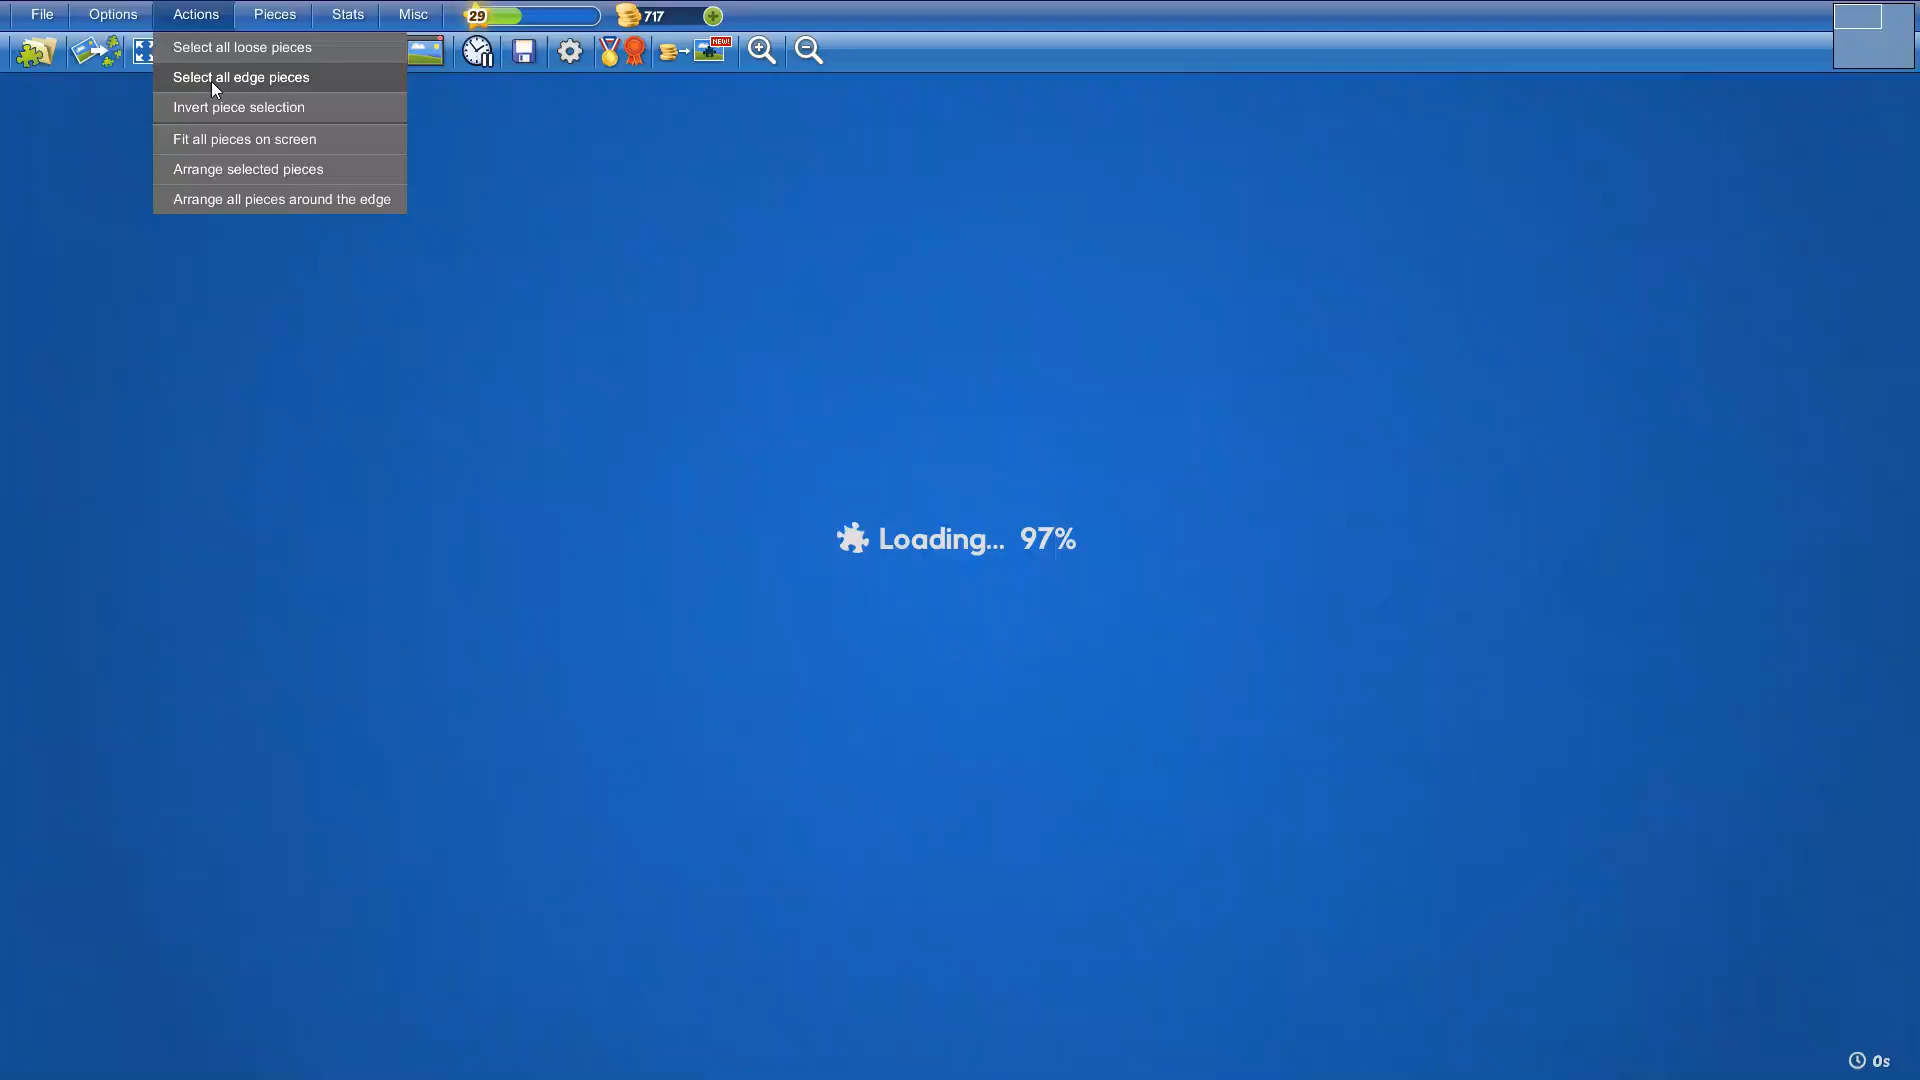 File Options Actions Pieces Stats Misc 29 717
NEW!
Select all loose pieces
Select all edge pieces
Invert piece selection
Fit all pieces on screen
Arrange selected pieces
Arrange all pieces around the edge
Loading... 97%
0s